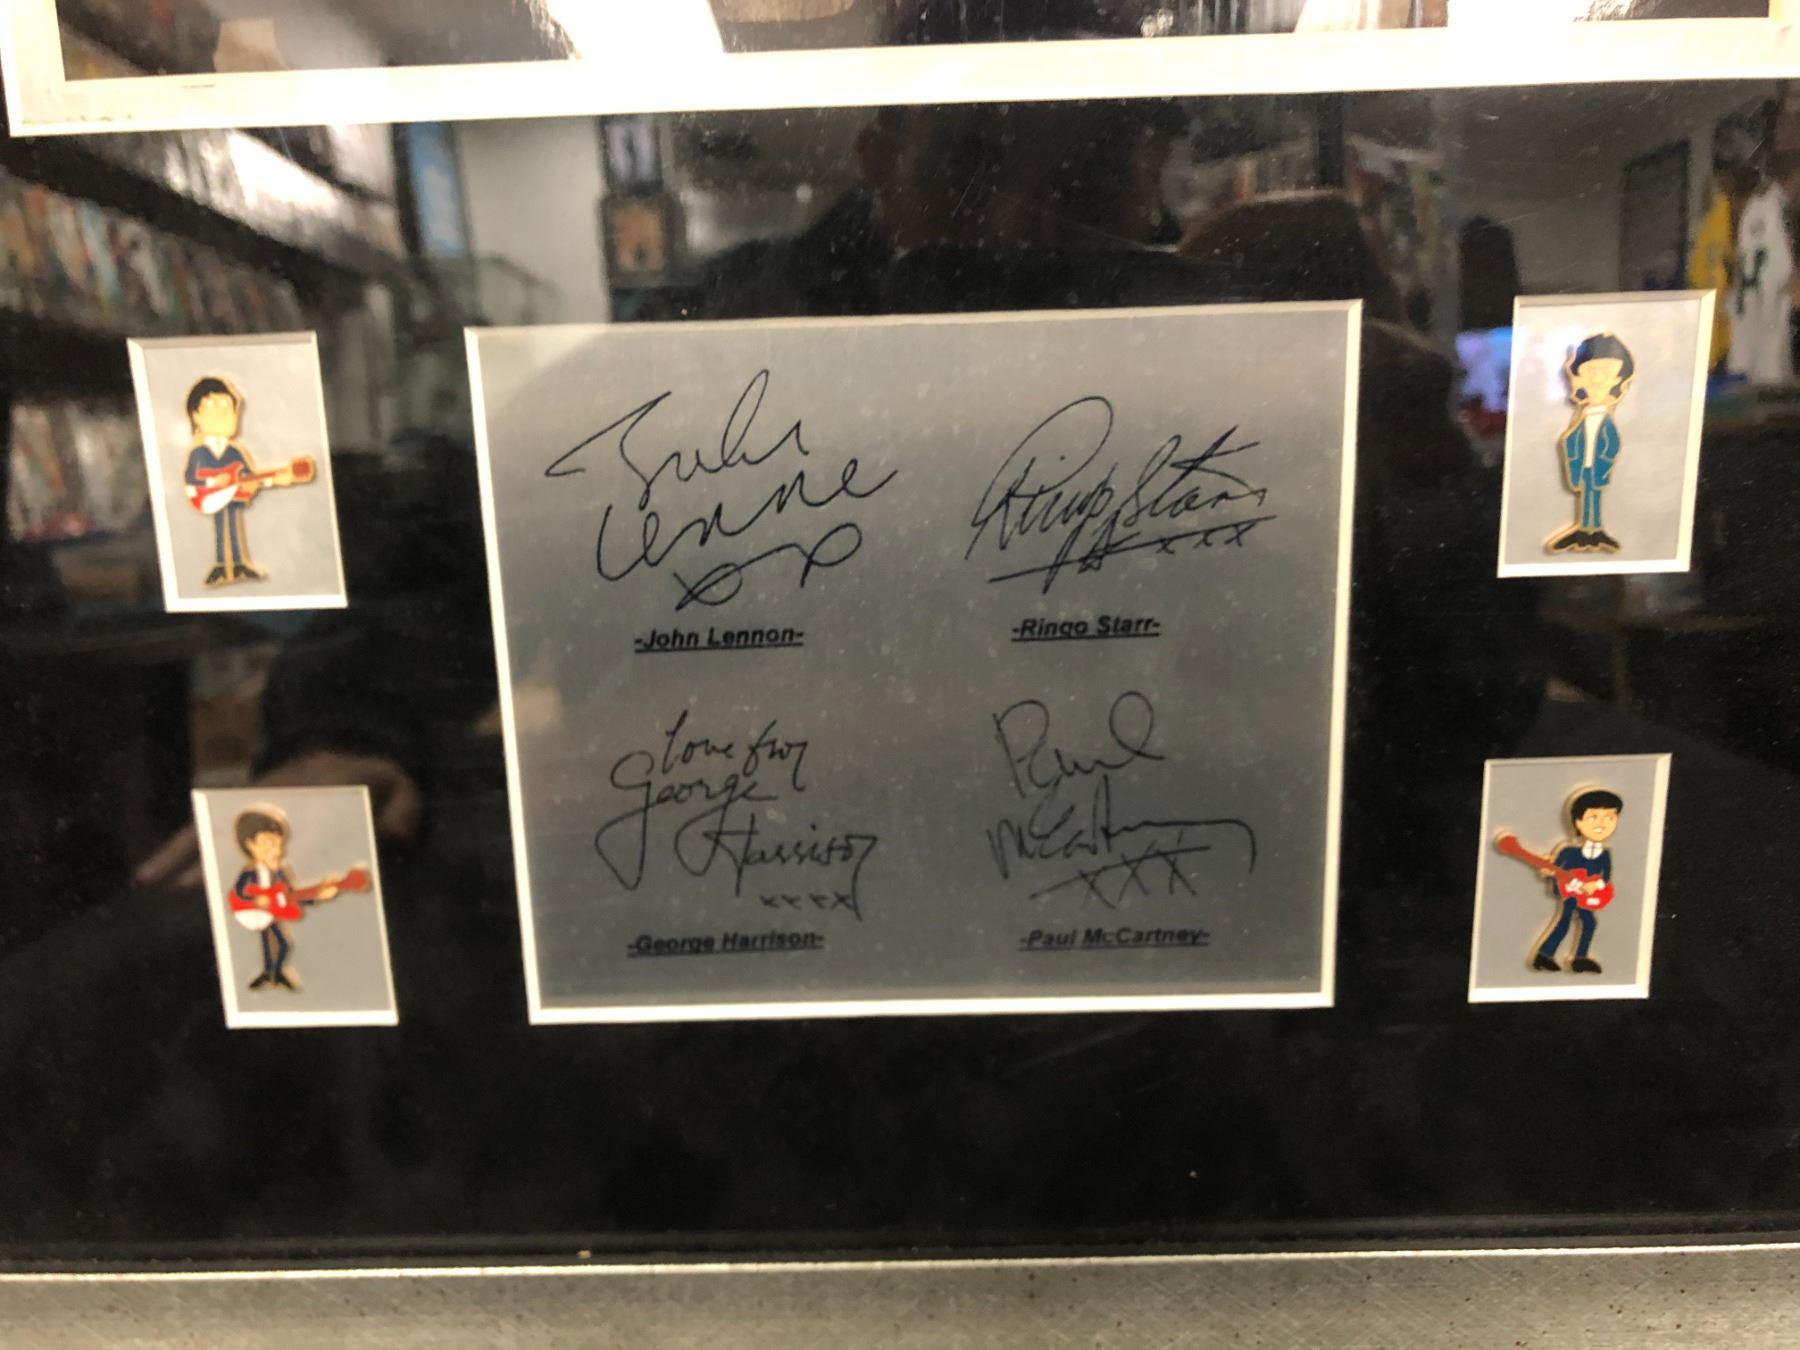 John
Lennon
xx
Ringo Starr
xxxx
-John Lennon-
-Ringo Starr-
love from
George
Harrison
xxxx
Paul
McCartney
XXX
-George Harrison-
-Paul McCartney-